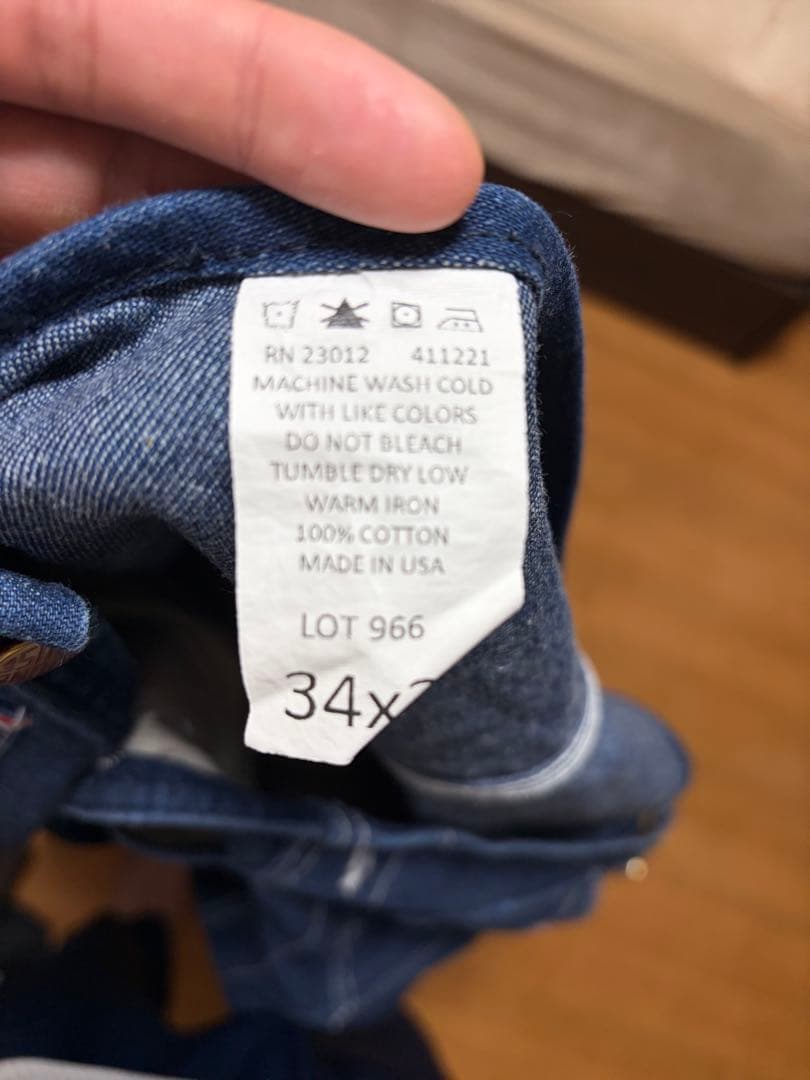 RN 23012 411221
MACHINE WASH COLD
WITH LIKE COLORS
DO NOT BLEACH
TUMBLE DRY LOW
WARM IRON
100% COTTON
MADE IN USA
LOT 966
34x